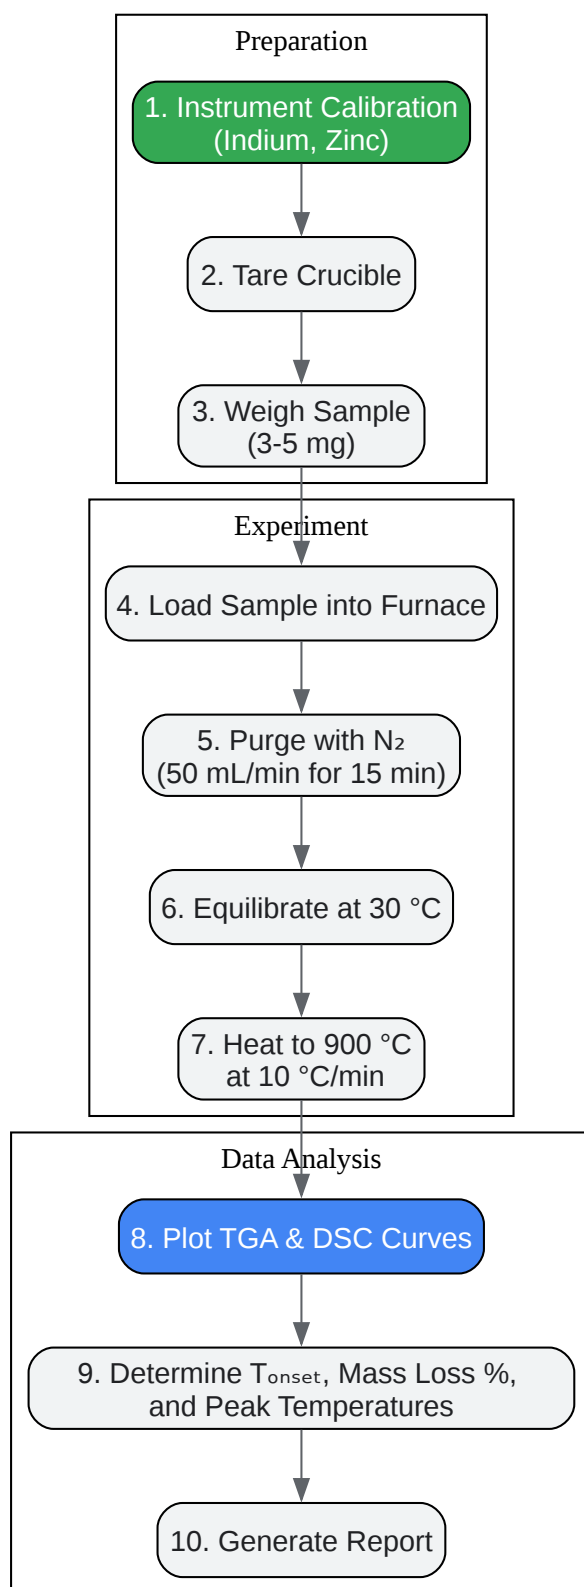 Preparation
1. Instrument Calibration
(Indium, Zinc)
2. Tare Crucible
3. Weigh Sample
(3-5 mg)
Experiment
4. Load Sample into Furnace
5. Purge with N₂
(50 mL/min for 15 min)
6. Equilibrate at 30 °C
7. Heat to 900 °C
at 10 °C/min
Data Analysis
8. Plot TGA & DSC Curves
9. Determine Tₒₙₛₑₜ, Mass Loss %,
and Peak Temperatures
10. Generate Report